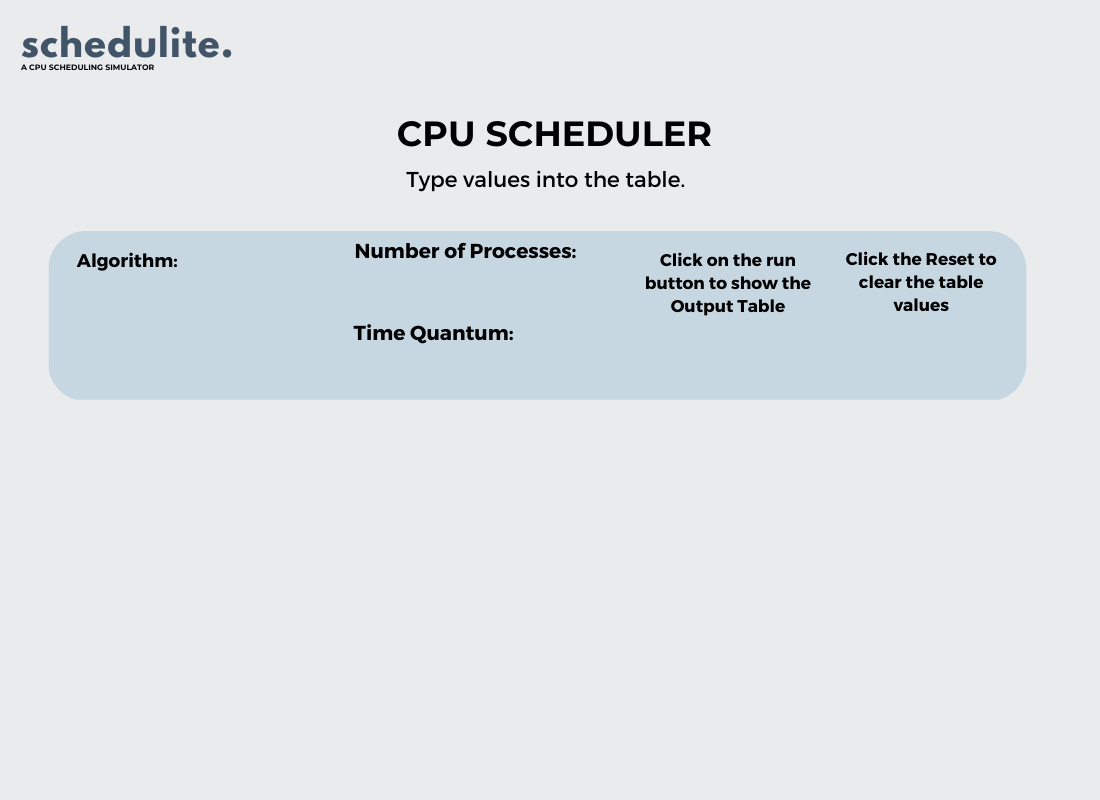 schedulite.
A CPU SCHEDULING SIMULATOR
CPU SCHEDULER
Type values into the table.
Algorithm:
Number of Processes:
Time Quantum:
Click on the run
button to show the
Output Table
Click the Reset to
clear the table
values